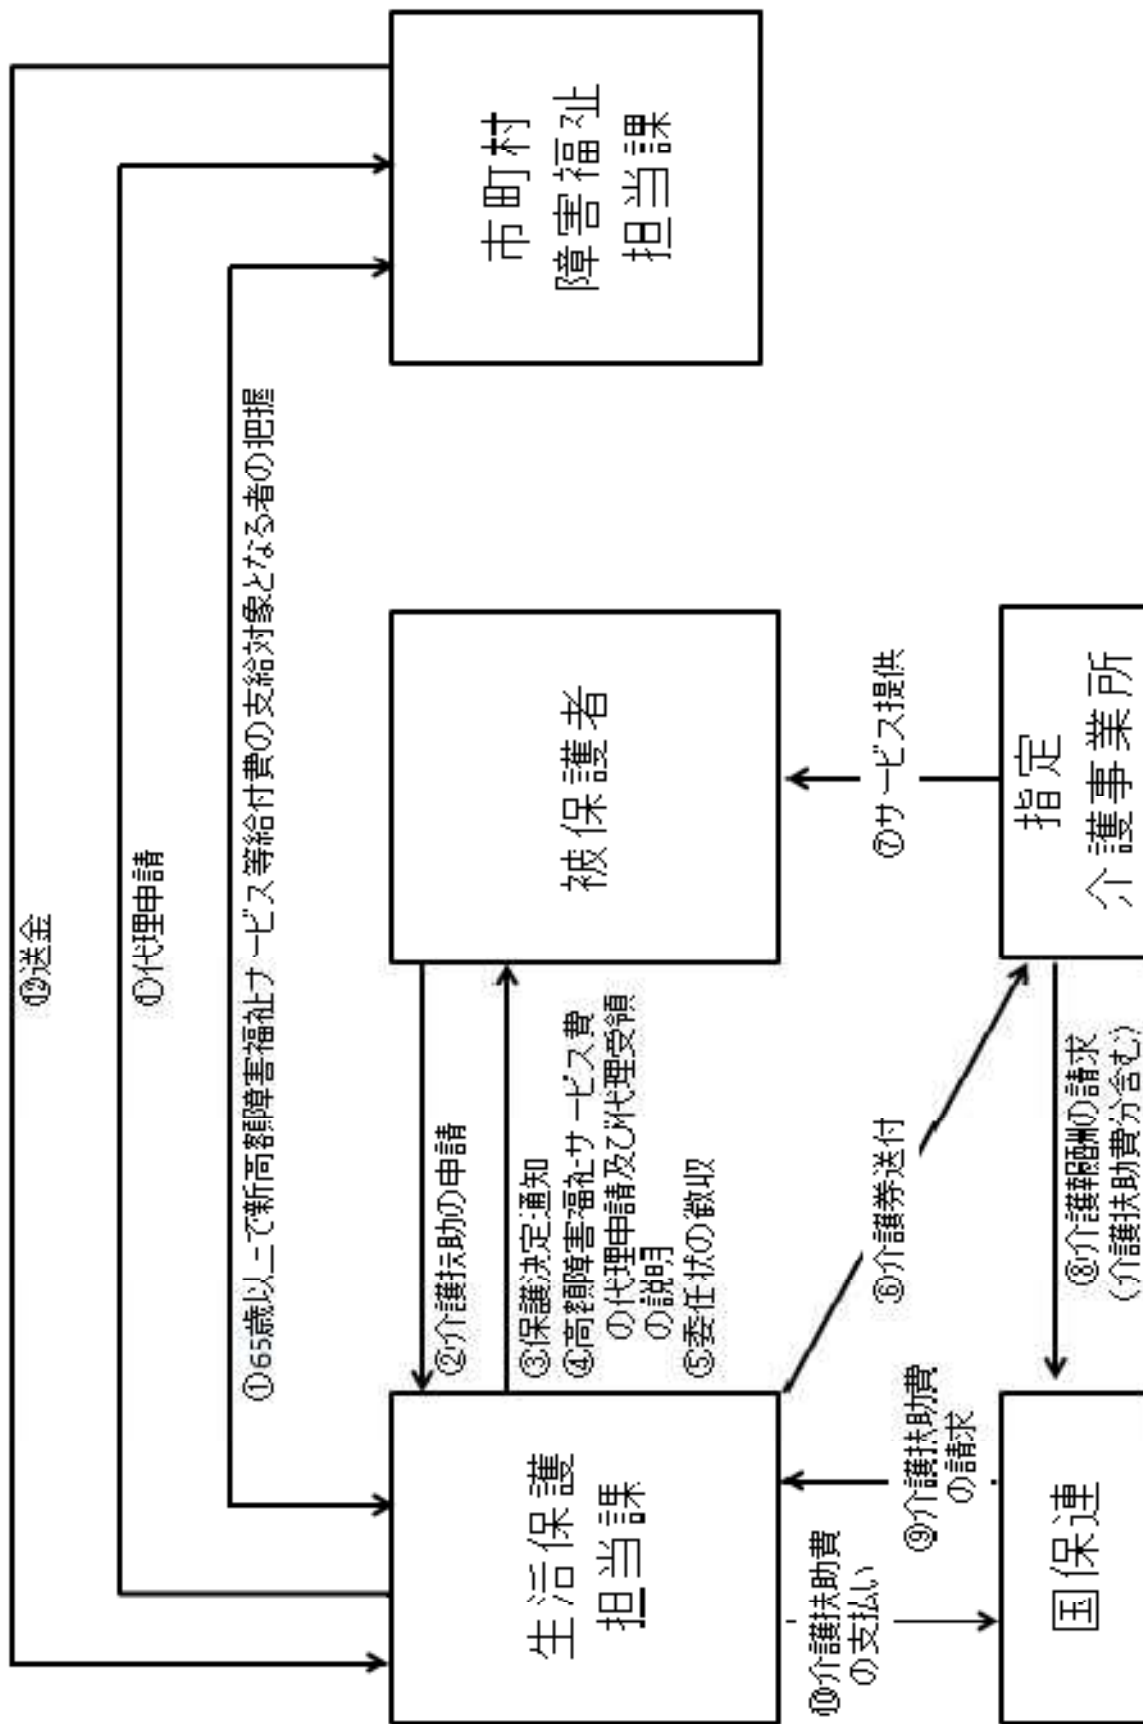 ⑫送金
⑪代理申請
①65歳以上で新高額障害福祉サービス等給付費の支給対象となる者の把握
生活保護
担当課
②介護扶助の申請
③保護決定通知
④高額障害福祉サービス費
の代理申請及び代理受領
の説明
⑤委任状の徴収
被保護者
市町村
障害福祉
担当課
⑥介護券送付
⑦サービス提供
⑩介護扶助費
の支払い
⑨介護扶助費
の請求
国保連
⑧介護報酬の請求
(介護扶助費分含む)
指定
介護事業所